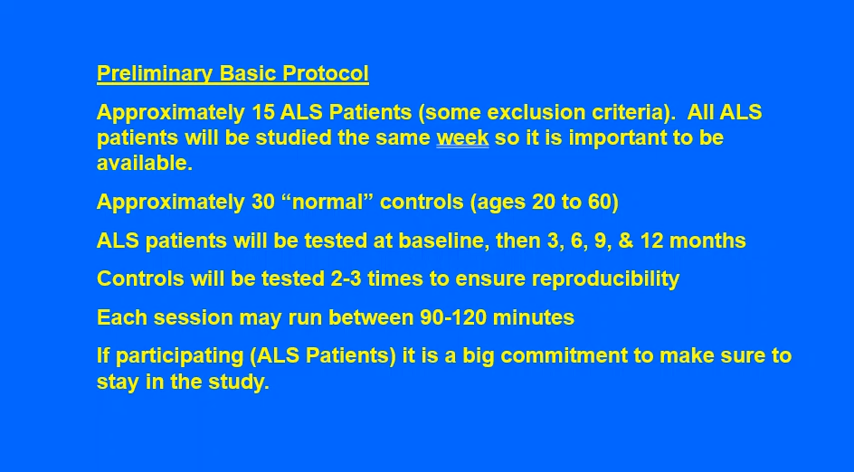 Preliminary Basic Protocol
Approximately 15 ALS Patients (some exclusion criteria).  All ALS
patients will be studied the same week so it is important to be
available.
Approximately 30 “normal” controls (ages 20 to 60)
ALS patients will be tested at baseline, then 3, 6, 9, & 12 months
Controls will be tested 2-3 times to ensure reproducibility
Each session may run between 90-120 minutes
If participating (ALS Patients) it is a big commitment to make sure to
stay in the study.